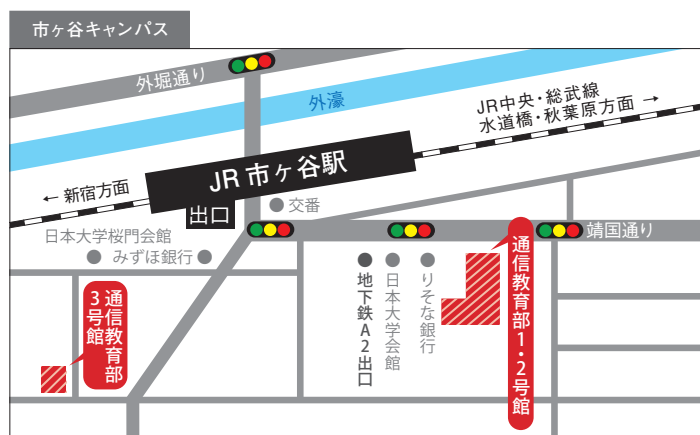 市ヶ谷キャンパス
外堀通り
外濠
JR中央・総武線
水道橋・秋葉原方面 →
JR 市ヶ谷駅
← 新宿方面
出口
交番
日本大学桜門会館
みずほ銀行
靖国通り
通信教育部
3号館
地下鉄A2出口
日本大学会館
りそな銀行
通信教育部1・2号館